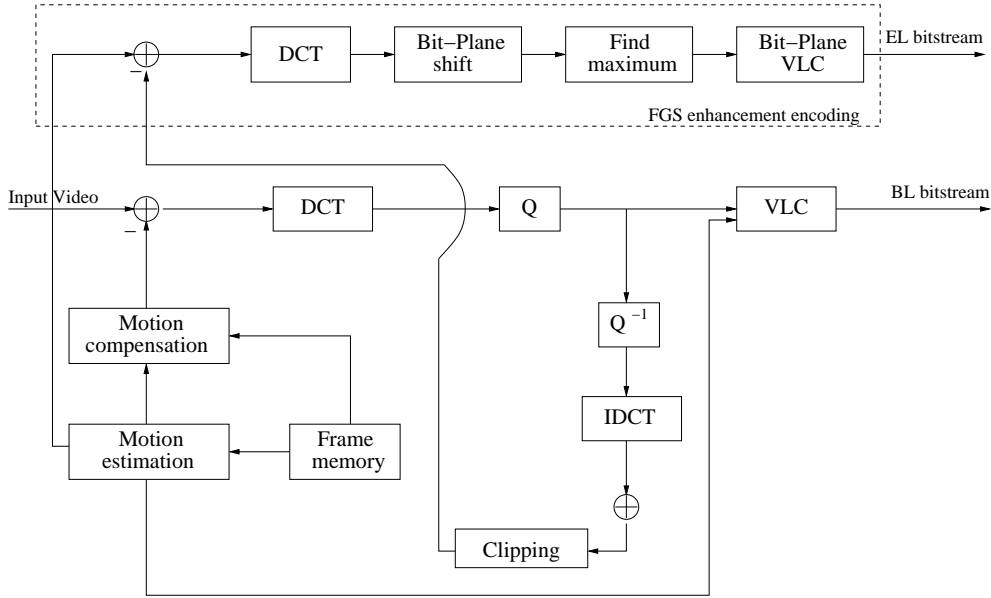 DCT
Bit–Plane
shift
Find
maximum
Bit–Plane
VLC
EL bitstream
FGS enhancement encoding
Input Video
DCT
Q
VLC
BL bitstream
Motion
compensation
Q –1
IDCT
Motion
estimation
Frame
memory
Clipping